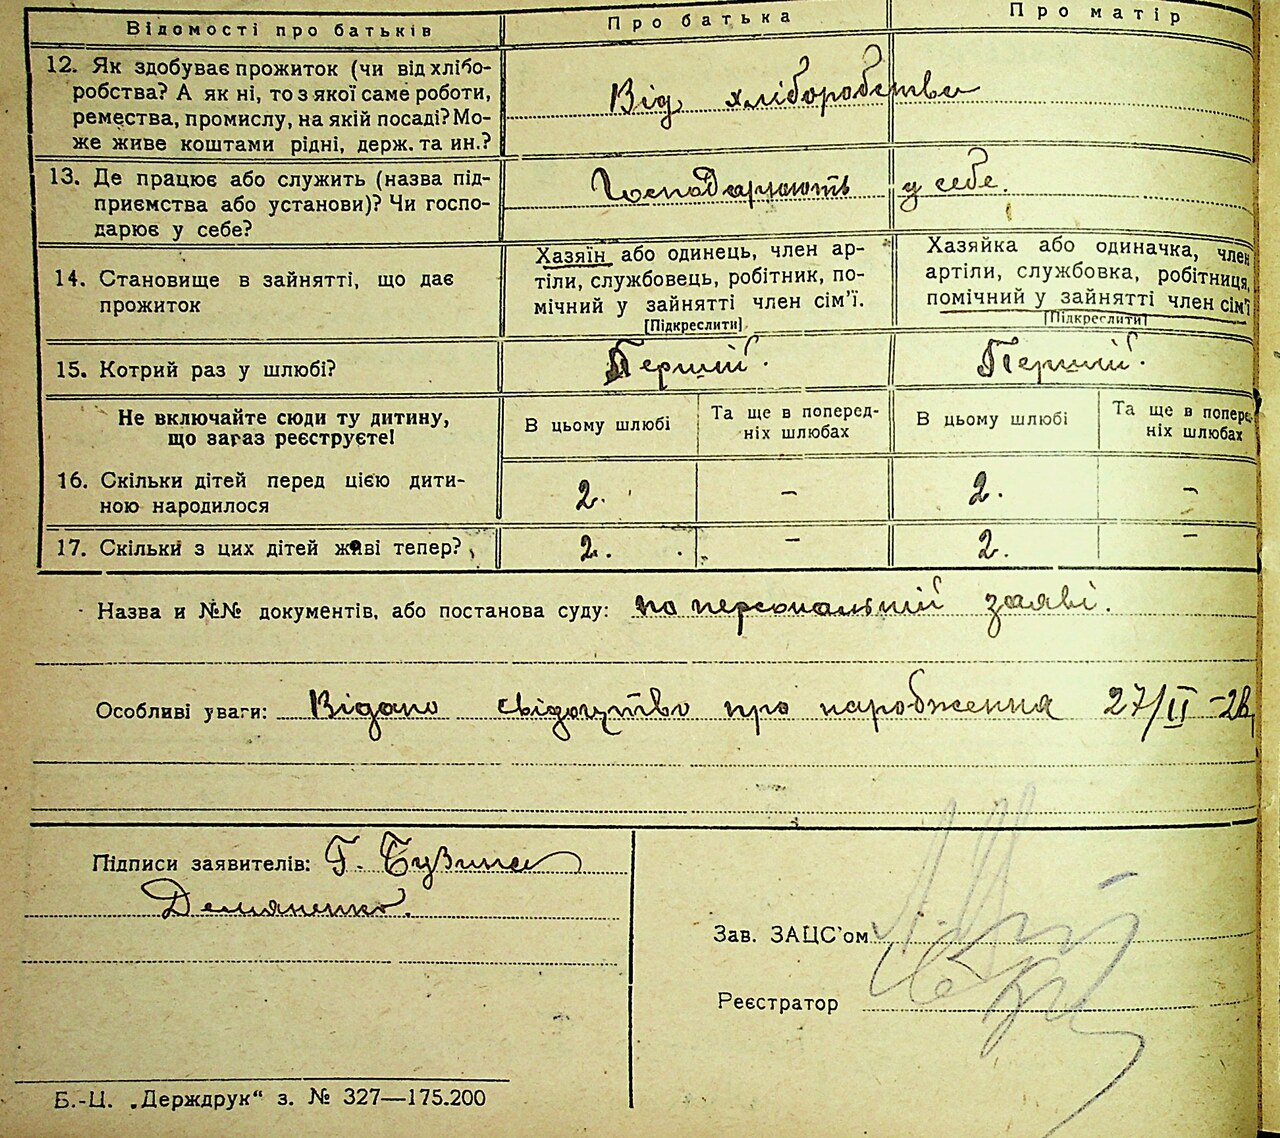 Відомості про батьків
Про батька
Про матір
12. Як здобуває прожиток (чи від хлібо-
робства? А як ні, то з якої саме роботи,
ремества, промислу, на якій посаді? Мо-
же живе коштами рідні, держ. та ин.?
Від хліборобства
13. Де працює або служить (назва під-
приємства або установи)? Чи госпо-
дарює у себе?
Господарують у себе.
14. Становище в зайнятті, що дає
прожиток
Хазяїн або одинець, член ар-
тілі, службовець, робітник, по-
мічний у зайнятті член сім'ї.
[Підкреслити]
Хазяйка або одиначка, член
артіли, службовка, робітниця,
помічний у зайнятті член сім'ї
[Підкреслити]
15. Котрий раз у шлюбі?
Перший.
Перший.
Не включайте сюди ту дитину,
що зараз реєструєте!
В цьому шлюбі
Та ще в поперед-
ніх шлюбах
В цьому шлюбі
Та ще в попере
ніх шлюбах
16. Скільки дітей перед цією дити-
ною народилося
2.
–
2.
–
17. Скільки з цих дітей живі тепер?
2.
–
2.
–
Назва и №№ документів, або постанова суду: по персональній заяві.
Особливі уваги: Відано свідоцтво про народження 27/II -28
Підписи заявителів: Г. Бузина
Демяненко.
Зав. ЗАЦС'ом
Реєстратор
Б.-Ц. „Держдрук“ з. № 327—175.200